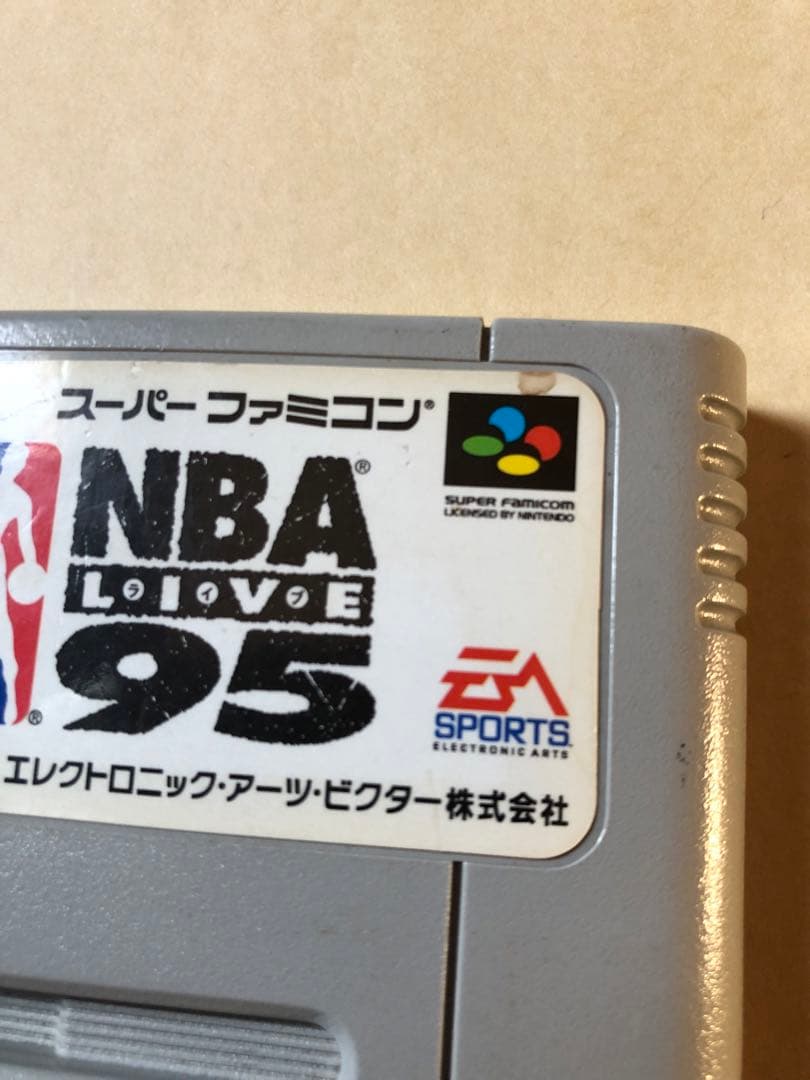 スーパーファミコン®
NBA®
LIVE
ライブ
95
®
SUPER FAMICOM
LICENSED BY NINTENDO
EA
SPORTS™
ELECTRONIC ARTS
エレクトロニック・アーツ・ビクター株式会社